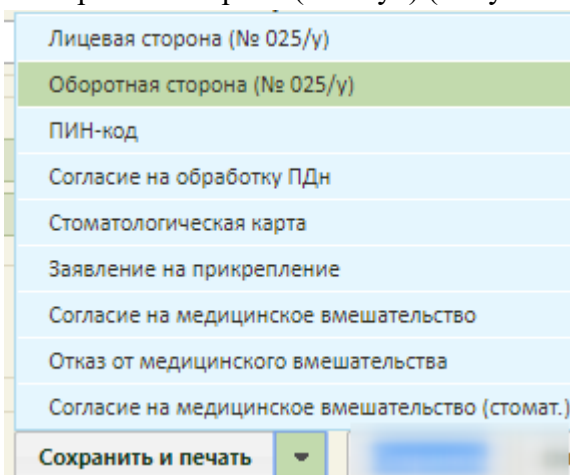 Лицевая сторона (№ 025/у)
Оборотная сторона (№ 025/у)
ПИН-код
Согласие на обработку ПДн
Стоматологическая карта
Заявление на прикрепление
Согласие на медицинское вмешательство
Отказ от медицинского вмешательства
Согласие на медицинское вмешательство (стомат.)
Сохранить и печать